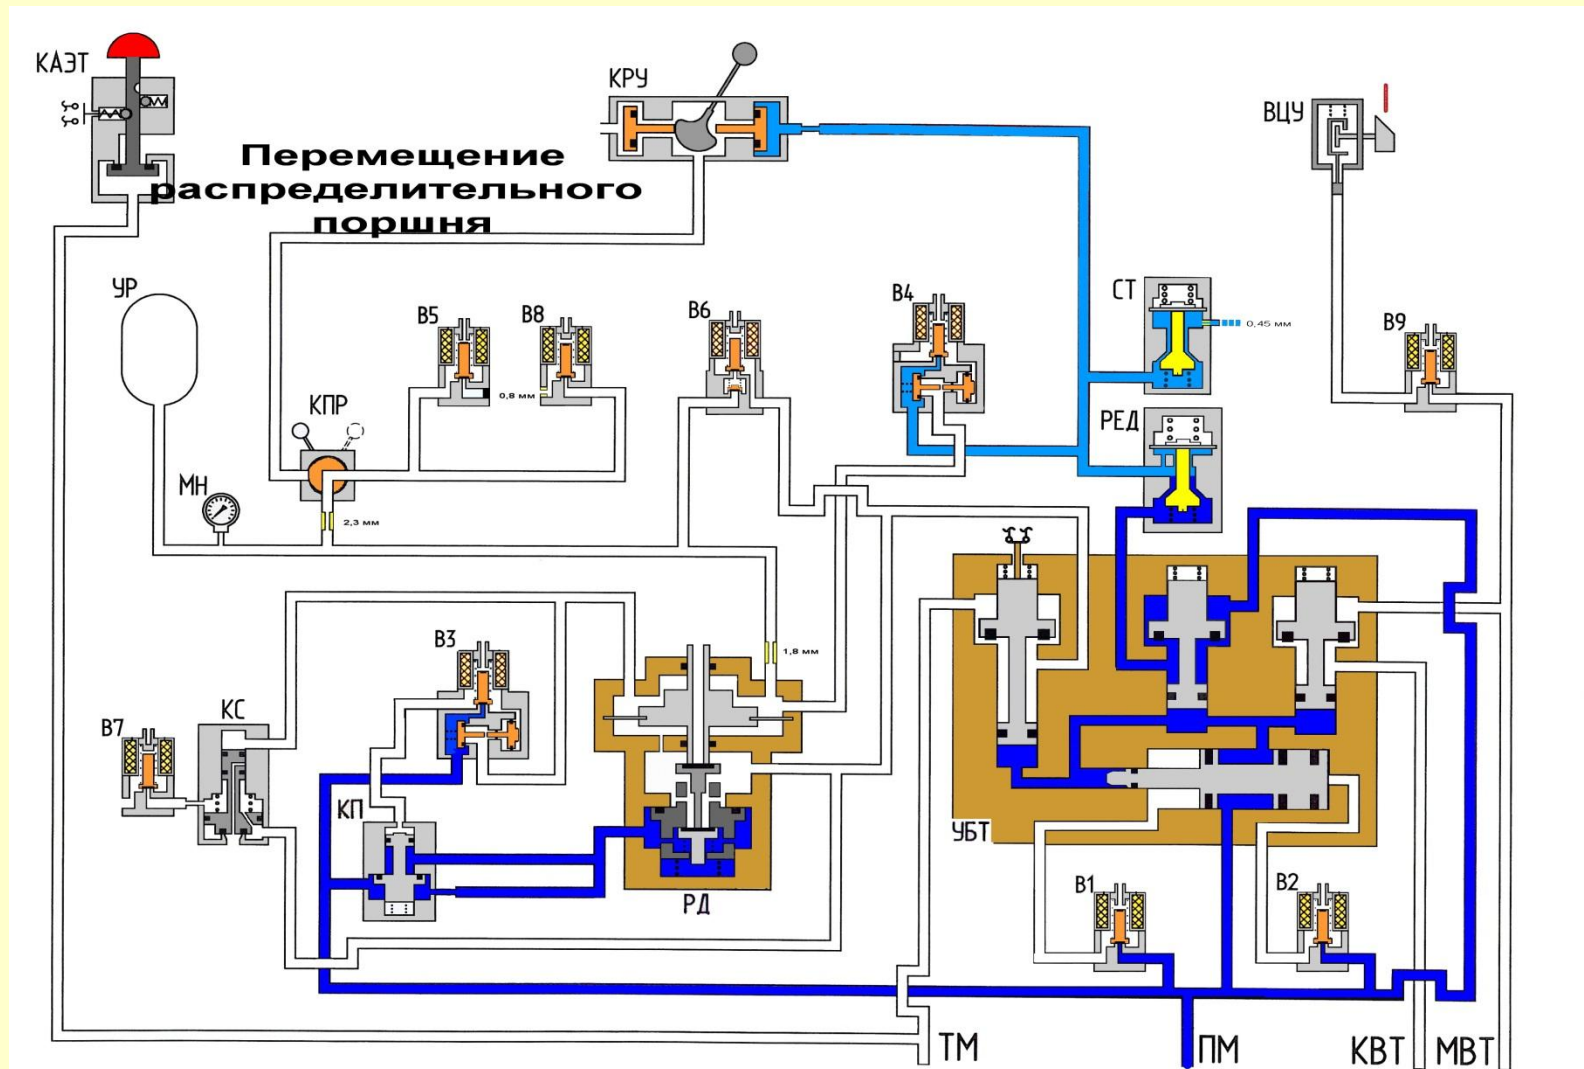 КАЭТ
КРУ
ВЦУ
Перемещение
распределительного
поршня
УР
В5
В8
В6
В4
СТ
0,45 мм
В9
0,8 мм
КПР
РЕД
МН
2,3 мм
В3
1,8 мм
КС
В7
КП
УБТ
РД
В1
В2
ТМ
ПМ
КВТ
МВТ